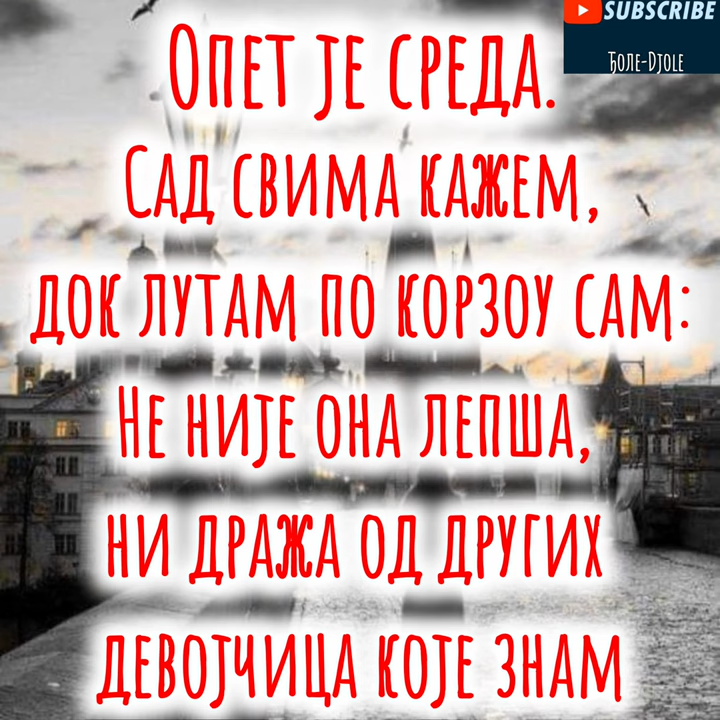 SUBSCRIBE
Ђоле-Djole
Опет је среда.
Сад свима кажем,
док лутам по корзоу сам:
Не није она лепша,
ни дража од других
девојчица које знам